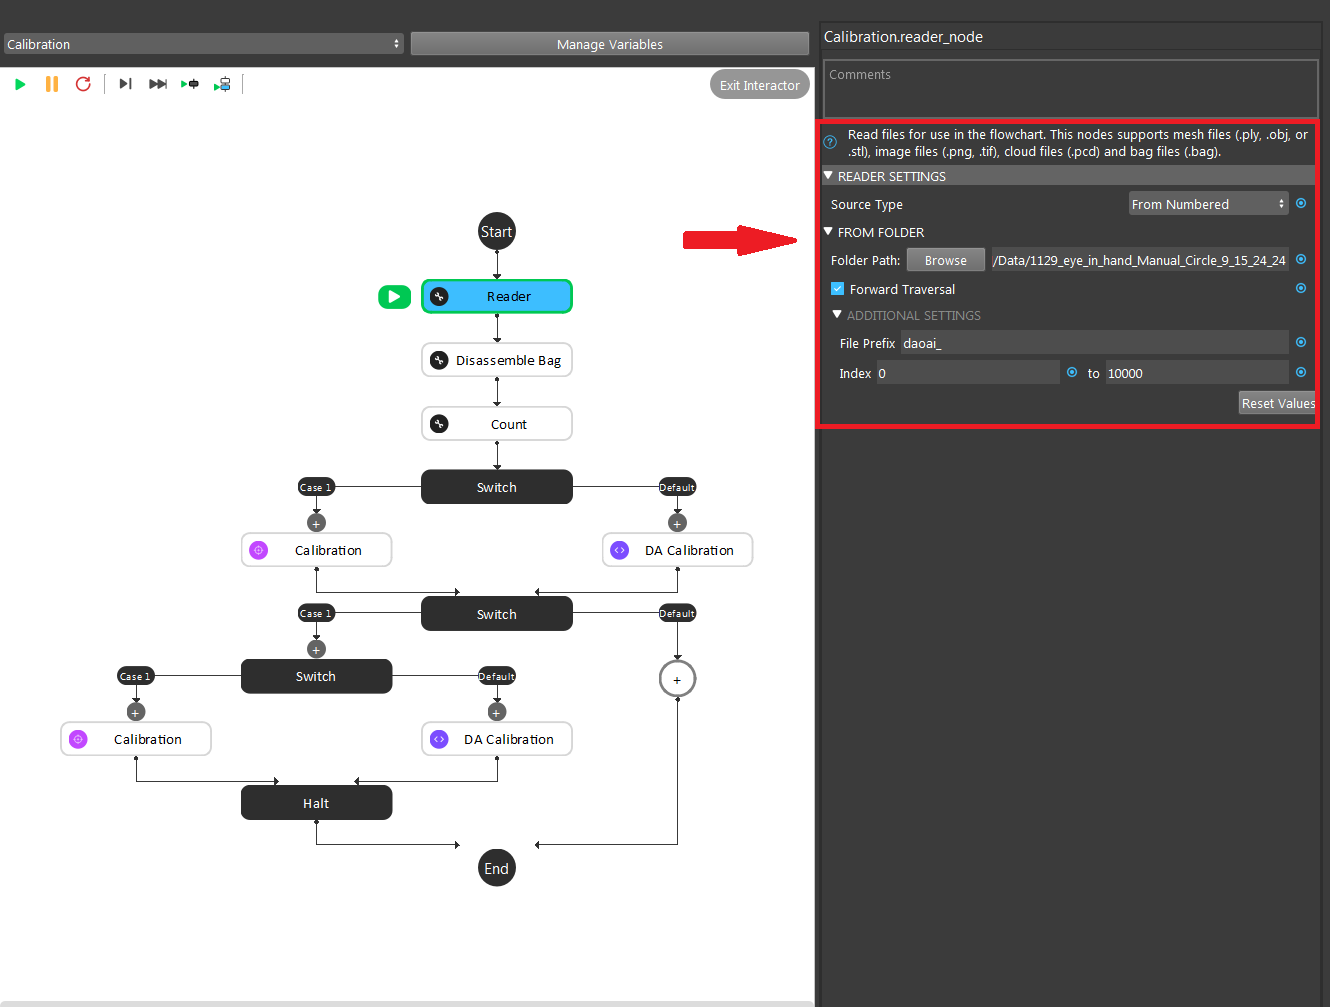 Calibration
Manage Variables
Exit Interactor
Start
Reader
Disassemble Bag
Count
Switch
Case 1
Default
+
+
Calibration
DA Calibration
Case 1
Switch
Default
+
Switch
+
Case 1
Default
+
+
Calibration
DA Calibration
Halt
End
Calibration.reader_node
Comments
? Read files for use in the flowchart. This nodes supports mesh files (.ply, .obj, or
.stl), image files (.png, .tif), cloud files (.pcd) and bag files (.bag).
READER SETTINGS
Source Type From Numbered
FROM FOLDER
Folder Path: Browse /Data/1129_eye_in_hand_Manual_Circle_9_15_24_24
Forward Traversal
ADDITIONAL SETTINGS
File Prefix daoai_
Index 0 to 10000
Reset Values